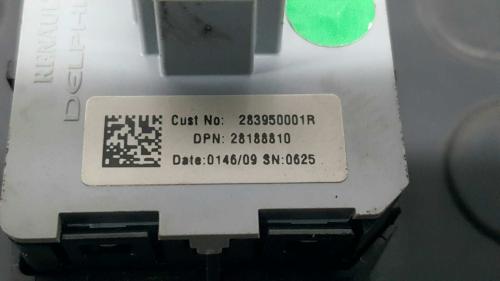 RENAULT
DELPHI
Cust No: 283950001R
DPN: 28188810
Date:0146/09 SN:0625